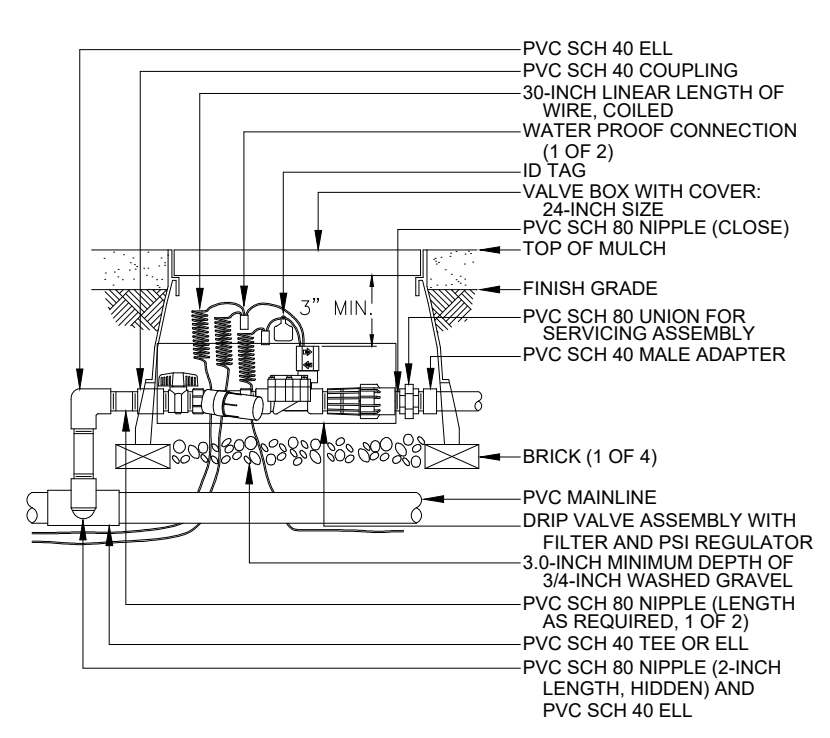 PVC SCH 40 ELL
PVC SCH 40 COUPLING
30-INCH LINEAR LENGTH OF
WIRE, COILED
WATER PROOF CONNECTION
(1 OF 2)
ID TAG
VALVE BOX WITH COVER:
24-INCH SIZE
PVC SCH 80 NIPPLE (CLOSE)
TOP OF MULCH
FINISH GRADE
3" MIN.
PVC SCH 80 UNION FOR
SERVICING ASSEMBLY
PVC SCH 40 MALE ADAPTER
BRICK (1 OF 4)
PVC MAINLINE
DRIP VALVE ASSEMBLY WITH
FILTER AND PSI REGULATOR
3.0-INCH MINIMUM DEPTH OF
3/4-INCH WASHED GRAVEL
PVC SCH 80 NIPPLE (LENGTH
AS REQUIRED, 1 OF 2)
PVC SCH 40 TEE OR ELL
PVC SCH 80 NIPPLE (2-INCH
LENGTH, HIDDEN) AND
PVC SCH 40 ELL